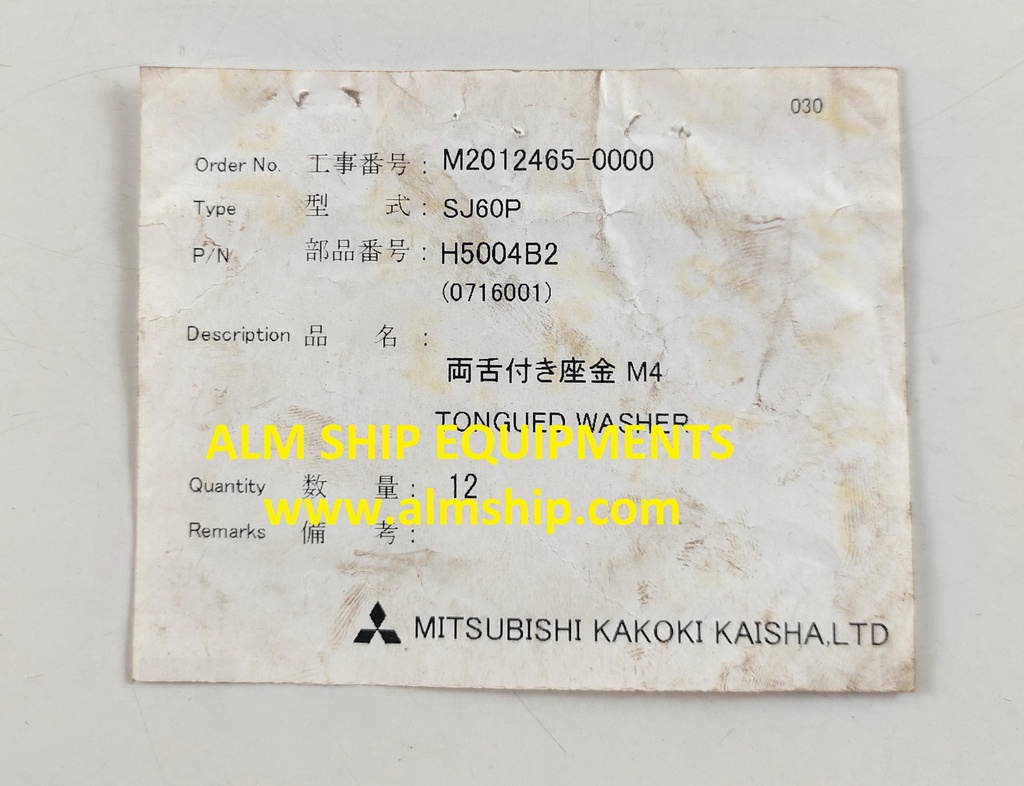 030
Order No. 工事番号 : M2012465-0000
Type 型 式 : SJ60P
P/N 部品番号 : H5004B2
(0716001)
Description 品 名 :
両舌付き座金 M4
TONGUED WASHER
ALM SHIP EQUIPMENTS
Quantity 数 量 : 12
www.almship.com
Remarks 備 考 :
MITSUBISHI KAKOKI KAISHA,LTD